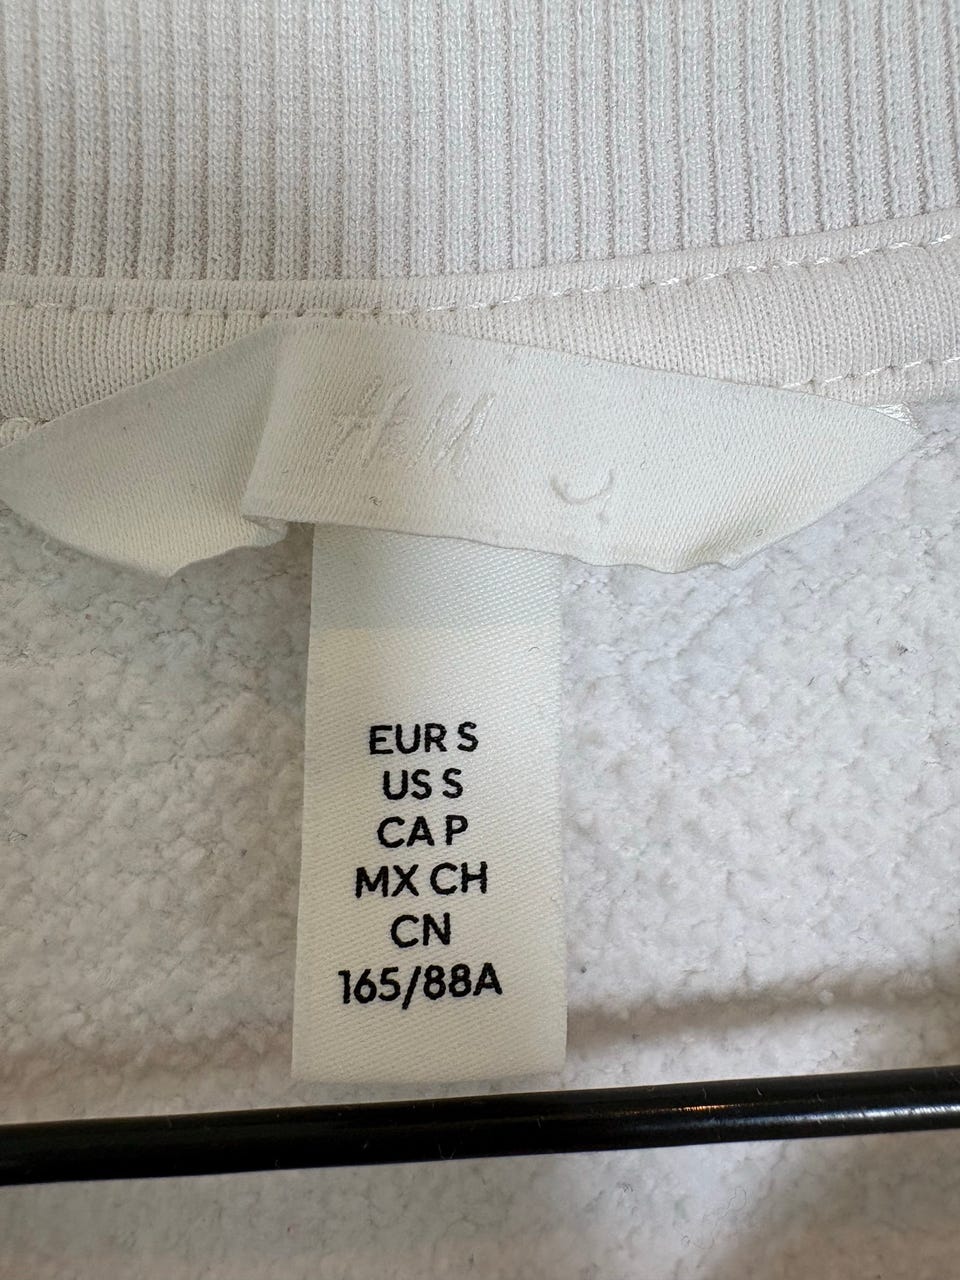 H&M
EUR S
US S
CA P
MX CH
CN
165/88A